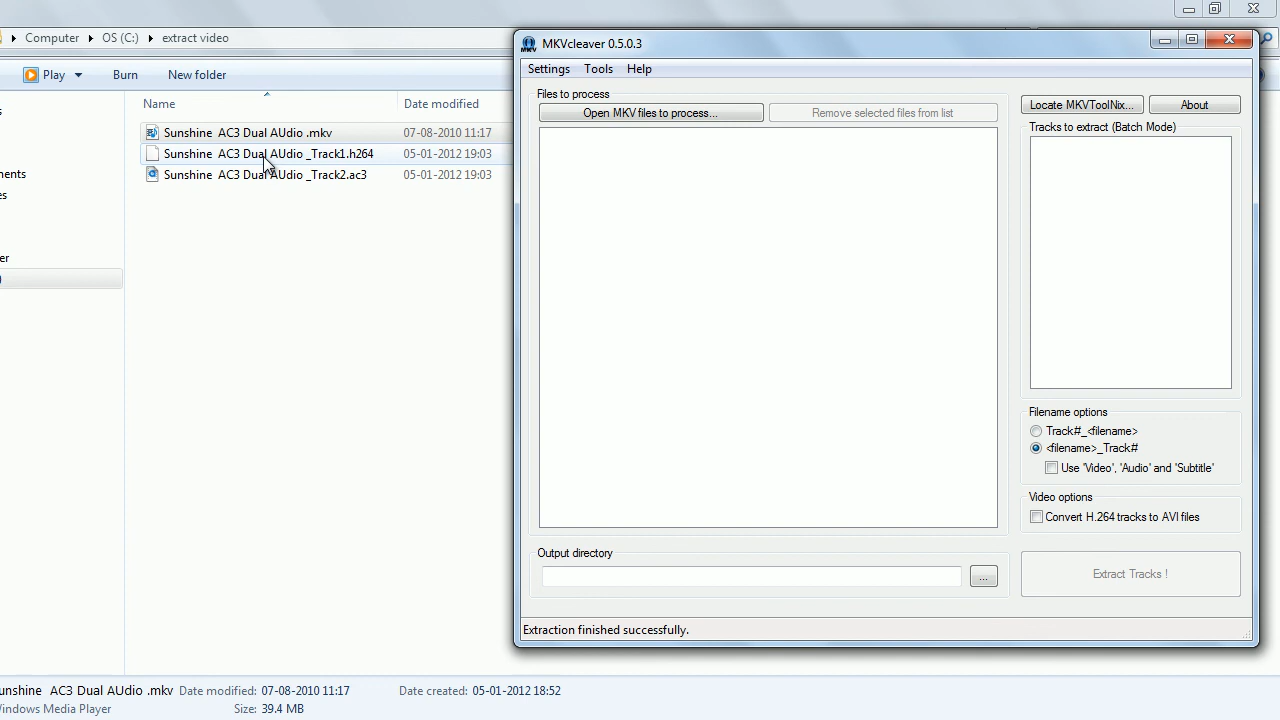 Computer ▸ OS (C:) ▸ extract video
Play Burn New folder
Name Date modified
Sunshine AC3 Dual AUdio .mkv 07-08-2010 11:17
Sunshine AC3 Dual AUdio _Track1.h264 05-01-2012 19:03
Sunshine AC3 Dual AUdio _Track2.ac3 05-01-2012 19:03
ments
es
er
)
unshine AC3 Dual AUdio .mkv Date modified: 07-08-2010 11:17 Date created: 05-01-2012 18:52
Windows Media Player Size: 39.4 MB
MKVcleaver 0.5.0.3
Settings Tools Help
Files to process
Open MKV files to process... Remove selected files from list
Locate MKVToolNix... About
Tracks to extract (Batch Mode)
Filename options
Track#_<filename>
<filename>_Track#
Use 'Video', 'Audio' and 'Subtitle'
Video options
Convert H.264 tracks to AVI files
Output directory
...
Extract Tracks !
Extraction finished successfully.